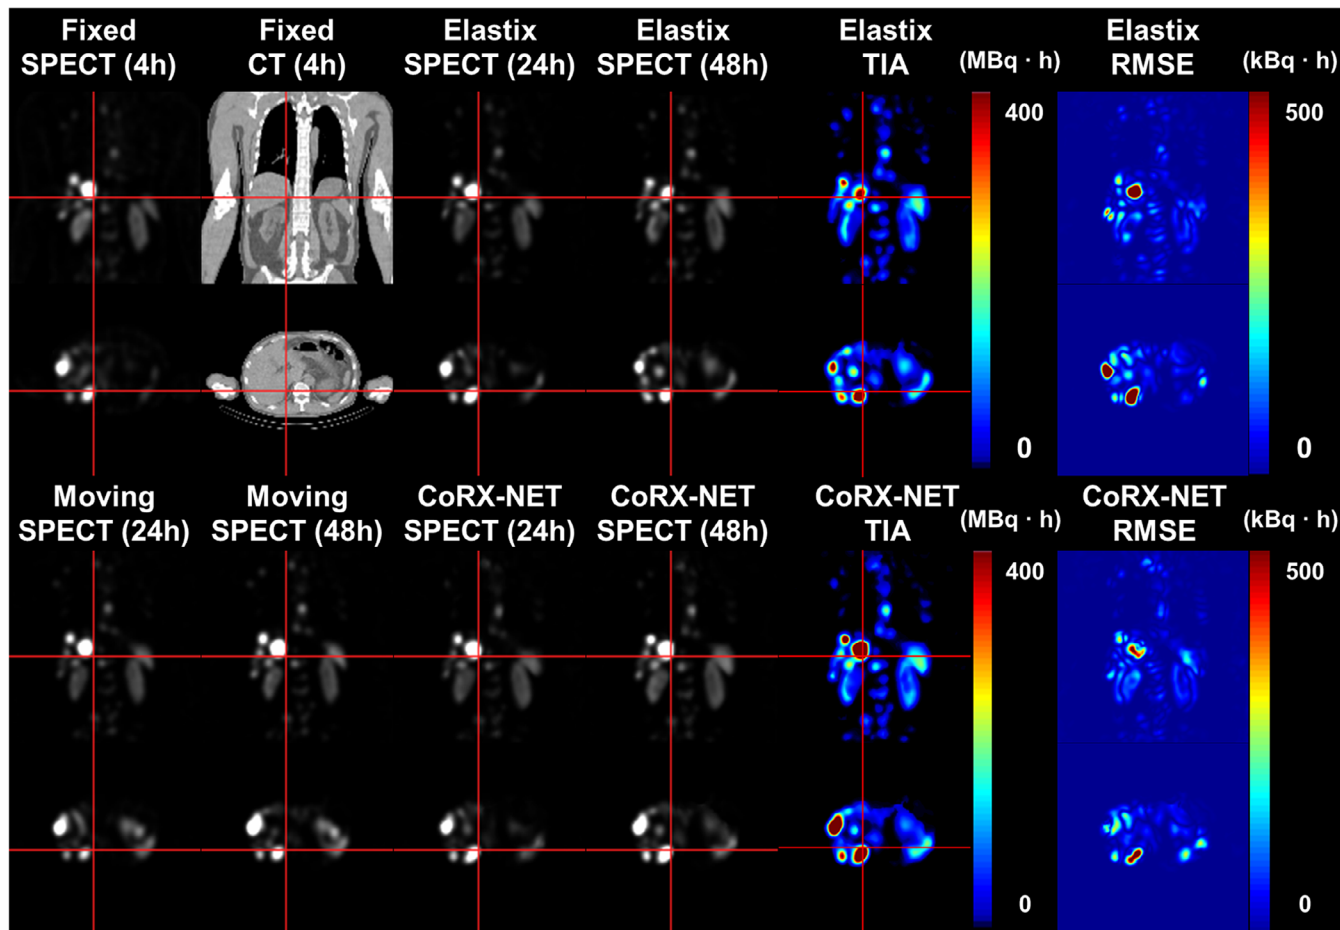 Fixed SPECT (4h)
Fixed CT (4h)
Elastix SPECT (24h)
Elastix SPECT (48h)
Elastix TIA
(MBq · h)
Elastix RMSE
(kBq · h)
400
0
500
0
Moving SPECT (24h)
Moving SPECT (48h)
CoRX-NET SPECT (24h)
CoRX-NET SPECT (48h)
CoRX-NET TIA
(MBq · h)
CoRX-NET RMSE
(kBq · h)
400
0
500
0